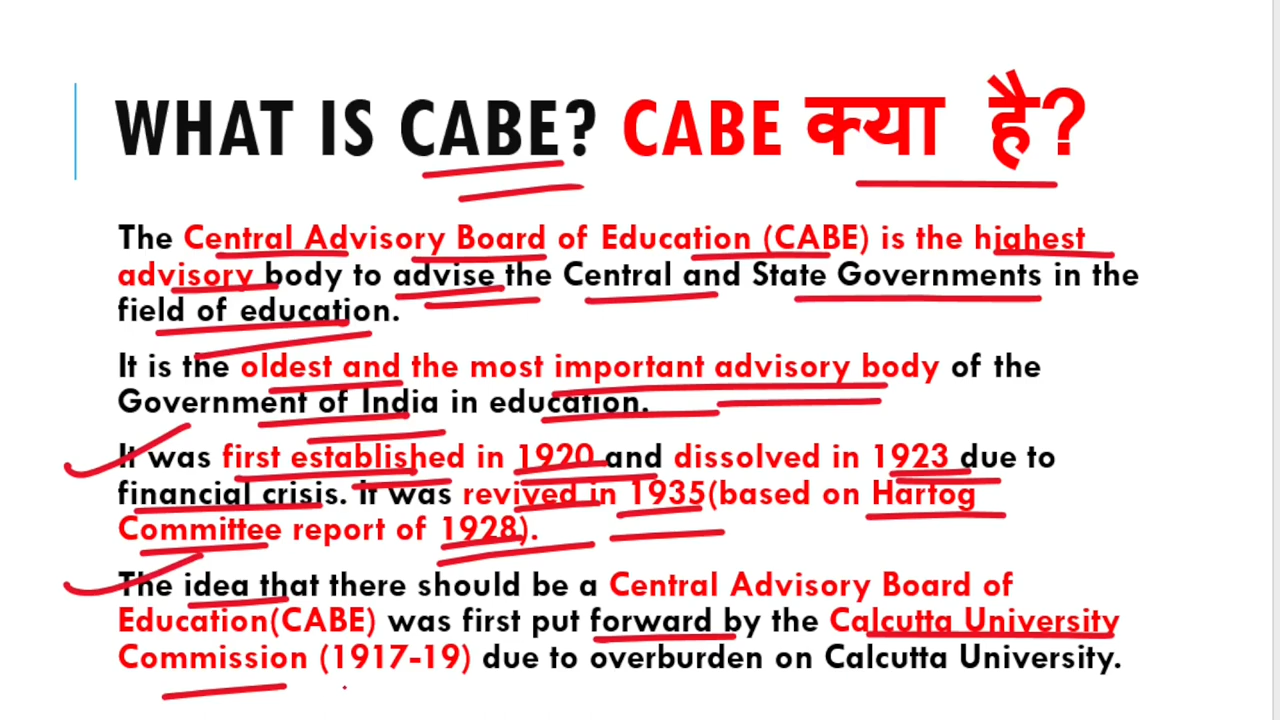 WHAT IS CABE? CABE क्या है?
The Central Advisory Board of Education (CABE) is the highest
advisory body to advise the Central and State Governments in the
field of education.
It is the oldest and the most important advisory body of the
Government of India in education.
It was first established in 1920 and dissolved in 1923 due to
financial crisis. It was revived in 1935(based on Hartog
Committee report of 1928).
The idea that there should be a Central Advisory Board of
Education(CABE) was first put forward by the Calcutta University
Commission (1917-19) due to overburden on Calcutta University.